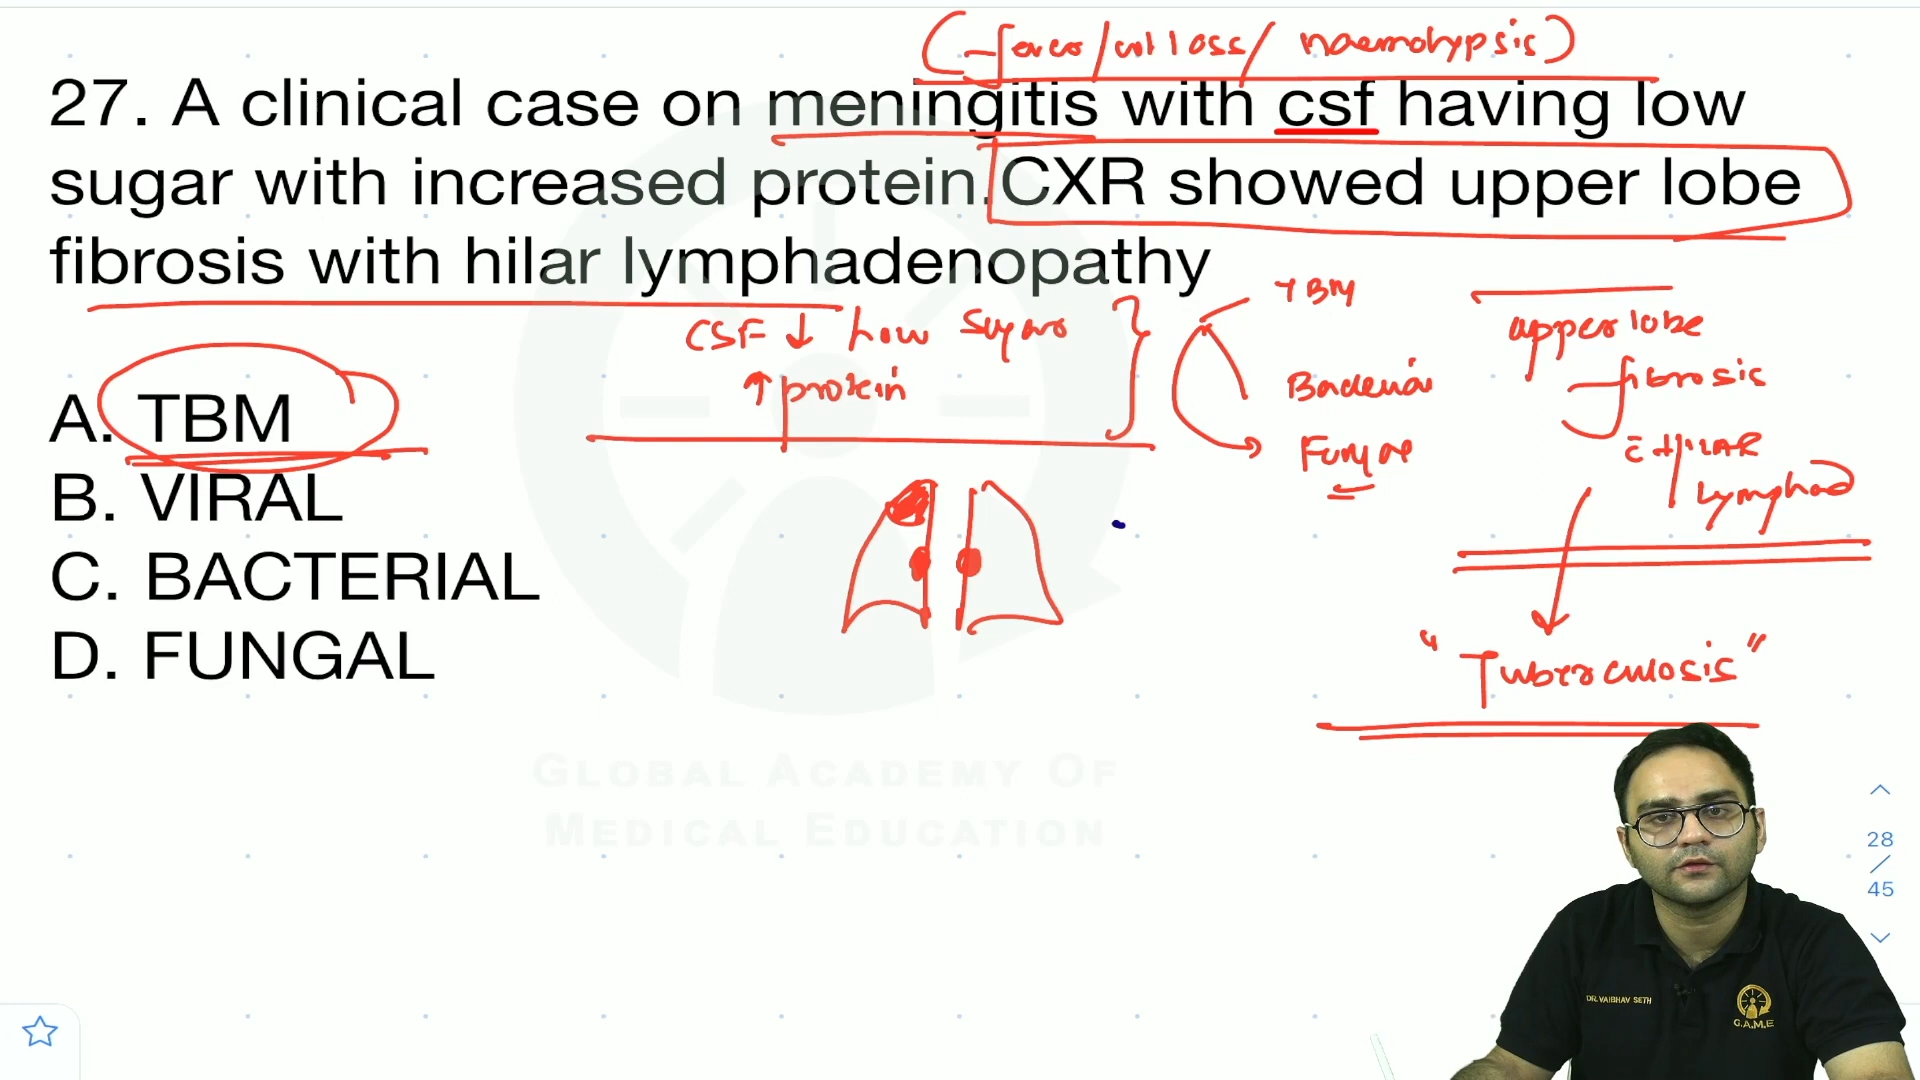 (fever/wt loss/ haemotypsis)
27. A clinical case on meningitis with csf having low
sugar with increased protein. CXR showed upper lobe
fibrosis with hilar lymphadenopathy
A. TBM
B. VIRAL
C. BACTERIAL
D. FUNGAL
CSF ↓ Low Sugar
↑ protein
TBM
Bacterial
Fungal
upper lobe
fibrosis
c̄ HILAR
Lymphad
"Tuberculosis"
GLOBAL ACADEMY OF
MEDICAL EDUCATION
28
/
45
DR. VAIBHAV SETH
G.A.M.E